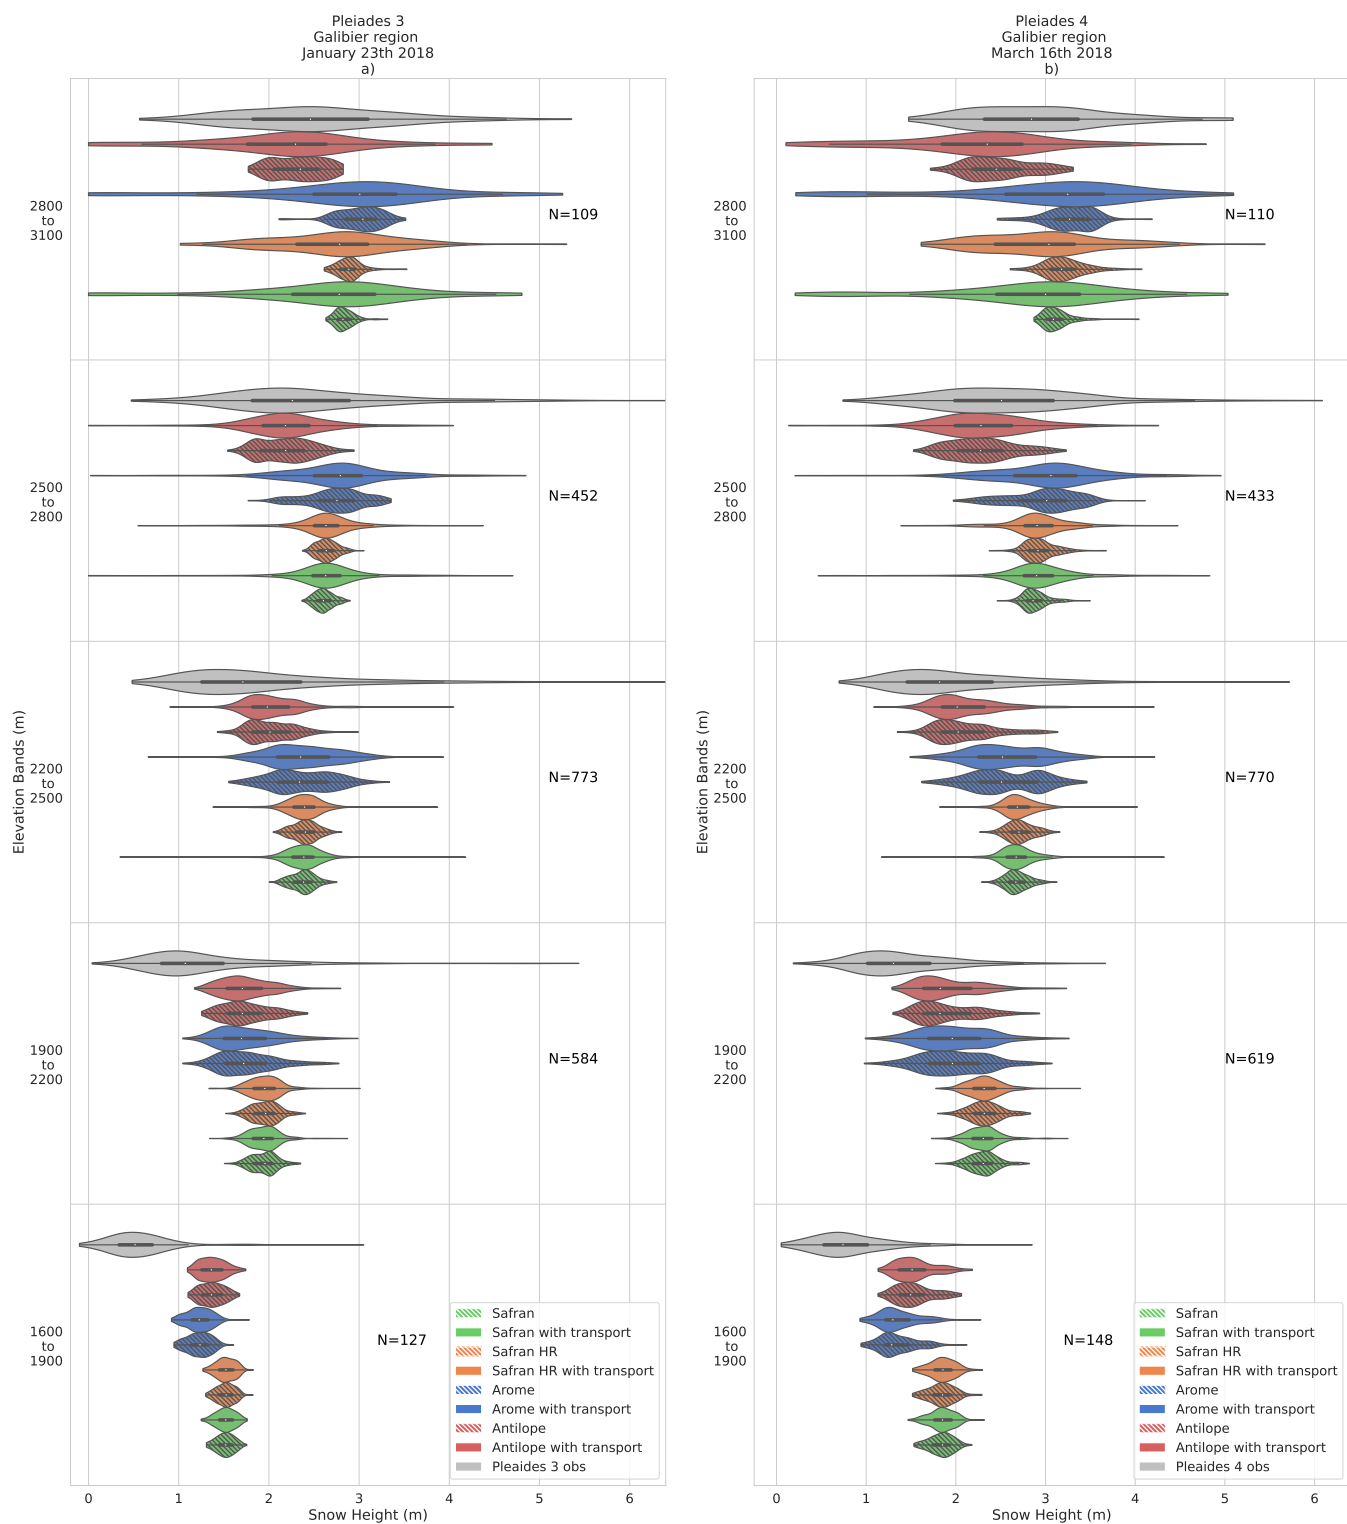 Pleiades 3
Galibier region
January 23th 2018
a)
Elevation Bands (m)
2800
to
3100
N=109
2500
to
2800
N=452
2200
to
2500
N=773
1900
to
2200
N=584
1600
to
1900
N=127
Safran
Safran with transport
Safran HR
Safran HR with transport
Arome
Arome with transport
Antilope
Antilope with transport
Pleaides 3 obs
0 1 2 3 4 5 6
Snow Height (m)
Pleiades 4
Galibier region
March 16th 2018
b)
Elevation Bands (m)
2800
to
3100
N=110
2500
to
2800
N=433
2200
to
2500
N=770
1900
to
2200
N=619
1600
to
1900
N=148
Safran
Safran with transport
Safran HR
Safran HR with transport
Arome
Arome with transport
Antilope
Antilope with transport
Pleaides 4 obs
0 1 2 3 4 5 6
Snow Height (m)